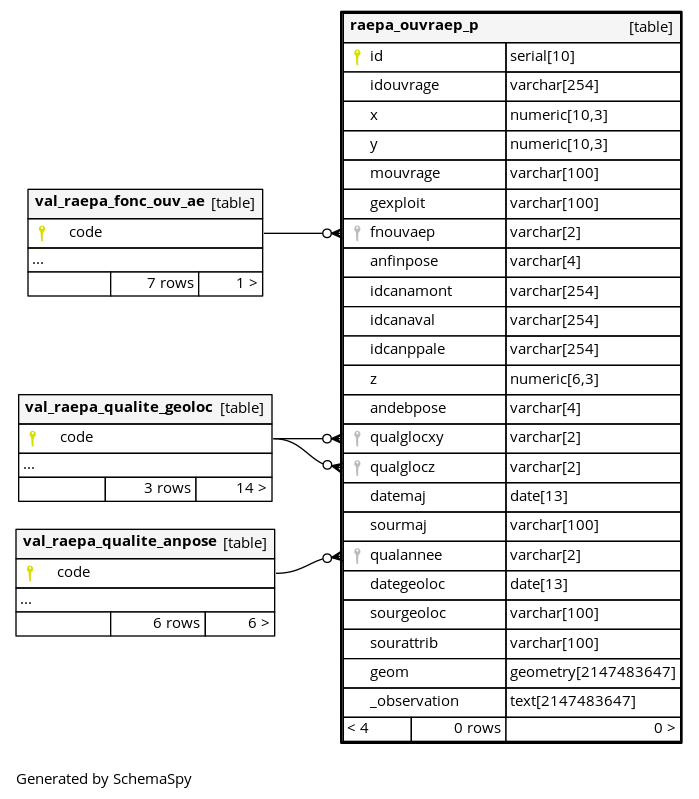 raepa_ouvraep_p [table]
id serial[10]
idouvrage varchar[254]
x numeric[10,3]
y numeric[10,3]
mouvrage varchar[100]
gexploit varchar[100]
fnouvaep varchar[2]
anfinpose varchar[4]
idcanamont varchar[254]
idcanaval varchar[254]
idcanppale varchar[254]
z numeric[6,3]
andebpose varchar[4]
qualglocxy varchar[2]
qualglocz varchar[2]
datemaj date[13]
sourmaj varchar[100]
qualannee varchar[2]
dategeoloc date[13]
sourgeoloc varchar[100]
sourattrib varchar[100]
geom geometry[2147483647]
_observation text[2147483647]
< 4 0 rows 0 >
val_raepa_fonc_ouv_ae [table]
code
...
7 rows 1 >
val_raepa_qualite_geoloc [table]
code
...
3 rows 14 >
val_raepa_qualite_anpose [table]
code
...
6 rows 6 >
Generated by SchemaSpy